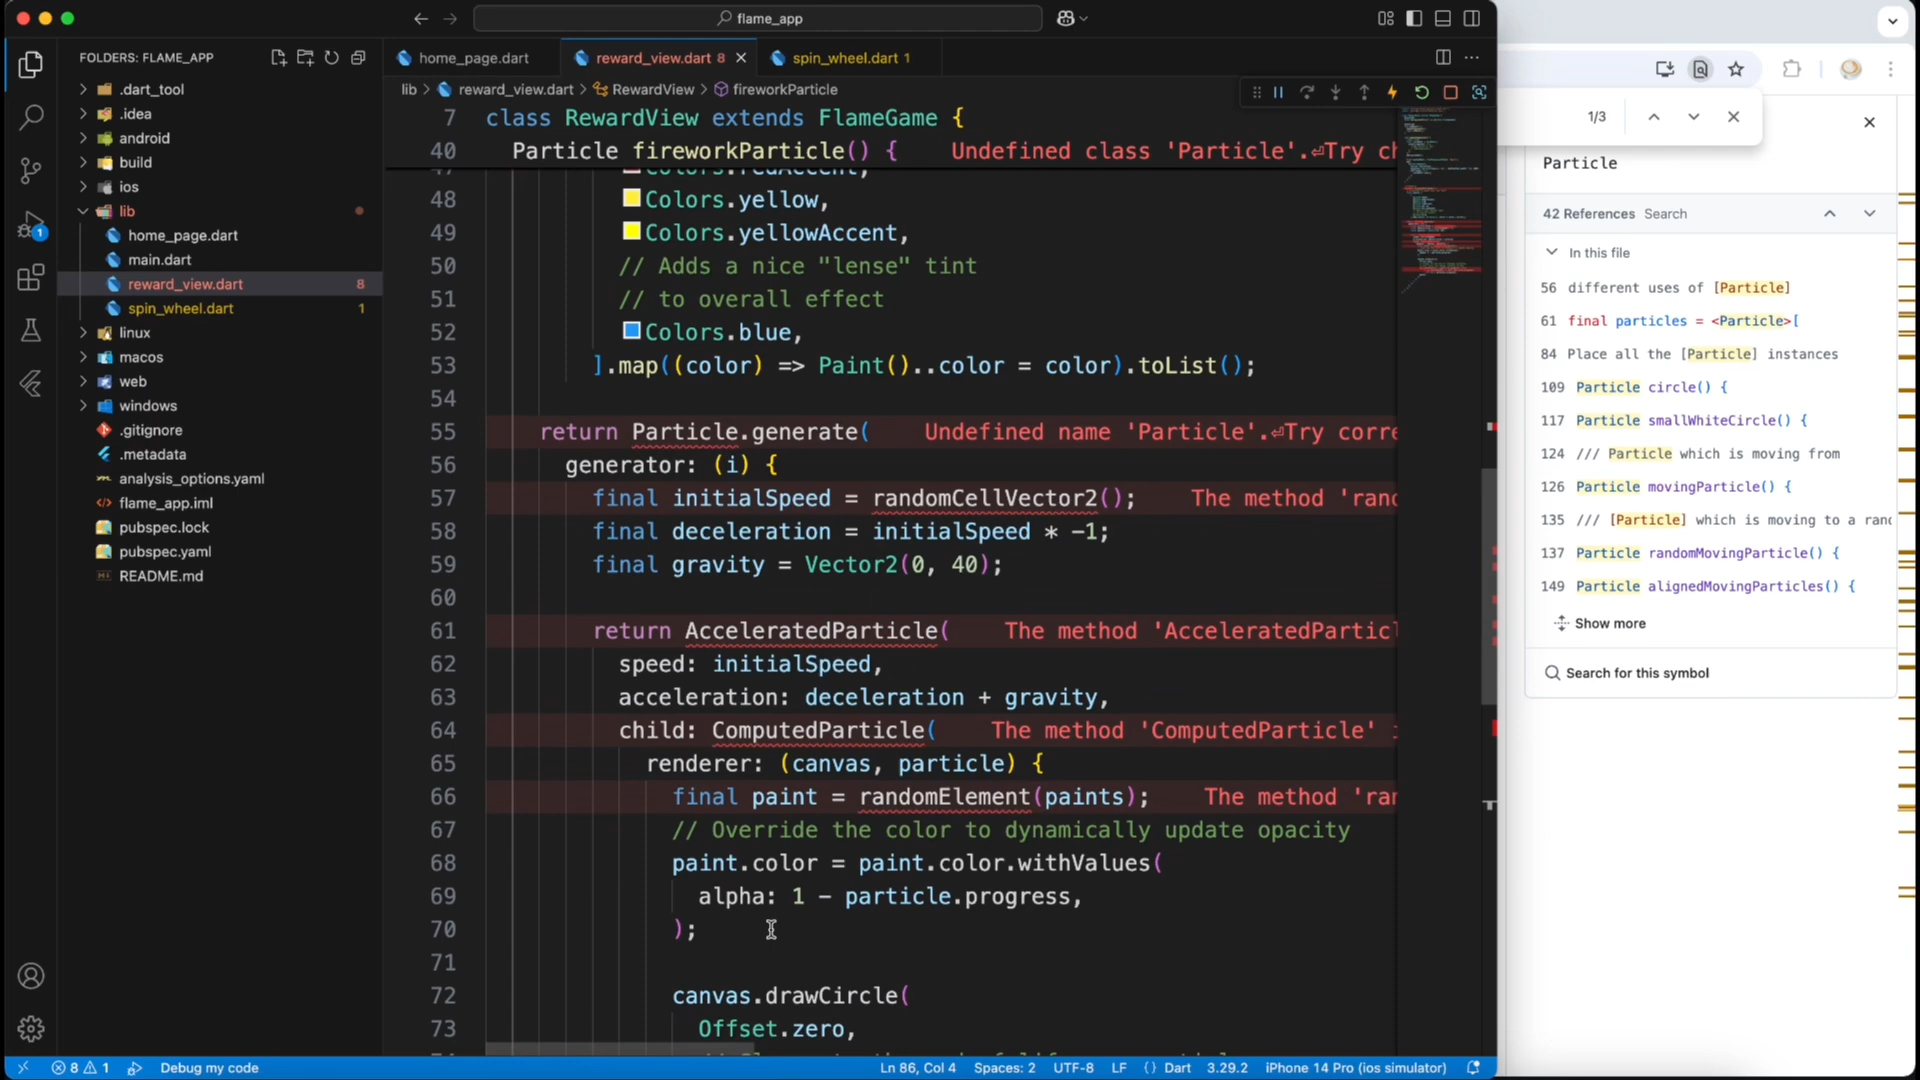 flame_app
FOLDERS: FLAME_APP
.dart_tool
.idea
android
build
ios
lib
home_page.dart
main.dart
reward_view.dart 8
spin_wheel.dart 1
linux
macos
web
windows
.gitignore
.metadata
analysis_options.yaml
flame_app.iml
pubspec.lock
pubspec.yaml
README.md
1
home_page.dart
reward_view.dart 8
spin_wheel.dart 1
lib > reward_view.dart > RewardView > fireworkParticle
7 class RewardView extends FlameGame {
40 Particle fireworkParticle() { Undefined class 'Particle'.⏎Try ch
47 Colors.redAccent,
48 Colors.yellow,
49 Colors.yellowAccent,
50 // Adds a nice "lense" tint
51 // to overall effect
52 Colors.blue,
53 ].map((color) => Paint()..color = color).toList();
54
55 return Particle.generate( Undefined name 'Particle'.⏎Try corre
56 generator: (i) {
57 final initialSpeed = randomCellVector2(); The method 'rand
58 final deceleration = initialSpeed * -1;
59 final gravity = Vector2(0, 40);
60
61 return AcceleratedParticle( The method 'AcceleratedParticl
62 speed: initialSpeed,
63 acceleration: deceleration + gravity,
64 child: ComputedParticle( The method 'ComputedParticle' i
65 renderer: (canvas, particle) {
66 final paint = randomElement(paints); The method 'ran
67 // Override the color to dynamically update opacity
68 paint.color = paint.color.withValues(
69 alpha: 1 - particle.progress,
70 );
71
72 canvas.drawCircle(
73 Offset.zero,
8 1
Debug my code
Ln 86, Col 4
Spaces: 2
UTF-8
LF
{} Dart
3.29.2
iPhone 14 Pro (ios simulator)
1/3
Particle
42 References Search
In this file
56 different uses of [Particle]
61 final particles = <Particle>[
84 Place all the [Particle] instances
109 Particle circle() {
117 Particle smallWhiteCircle() {
124 /// Particle which is moving from
126 Particle movingParticle() {
135 /// [Particle] which is moving to a rand
137 Particle randomMovingParticle() {
149 Particle alignedMovingParticles() {
Show more
Search for this symbol